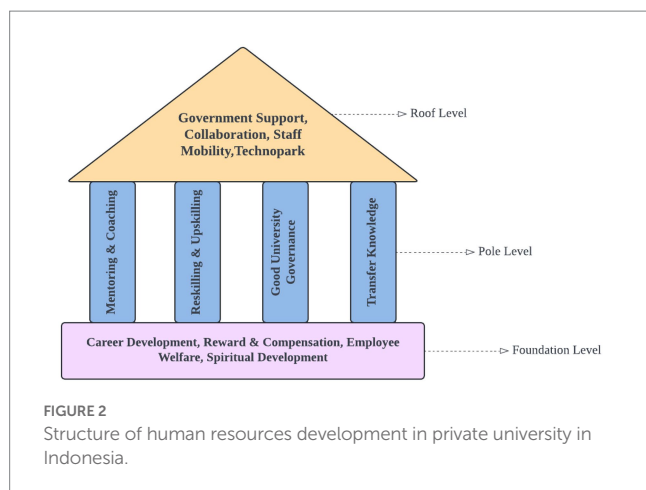 Government Support,
Collaboration, Staff
Mobility,Technopark
Roof Level
Mentoring & Coaching
Reskilling & Upskilling
Good University
Governance
Transfer Knowledge
Pole Level
Career Development, Reward & Compensation, Employee
Welfare, Spiritual Development
Foundation Level
FIGURE 2
Structure of human resources development in private university in
Indonesia.